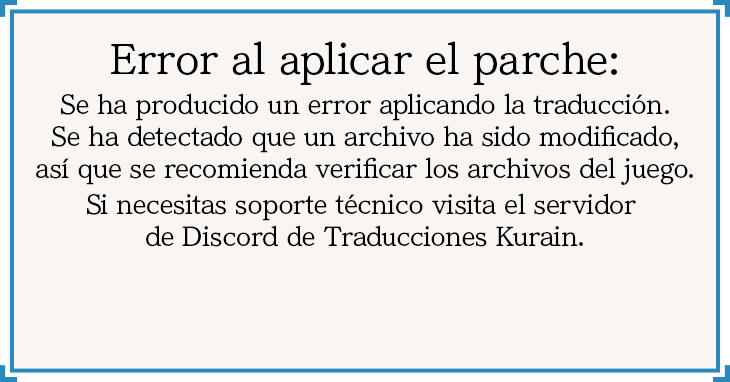 Error al aplicar el parche:
Se ha producido un error aplicando la traducción.
Se ha detectado que un archivo ha sido modificado,
así que se recomienda verificar los archivos del juego.
Si necesitas soporte técnico visita el servidor
de Discord de Traducciones Kurain.